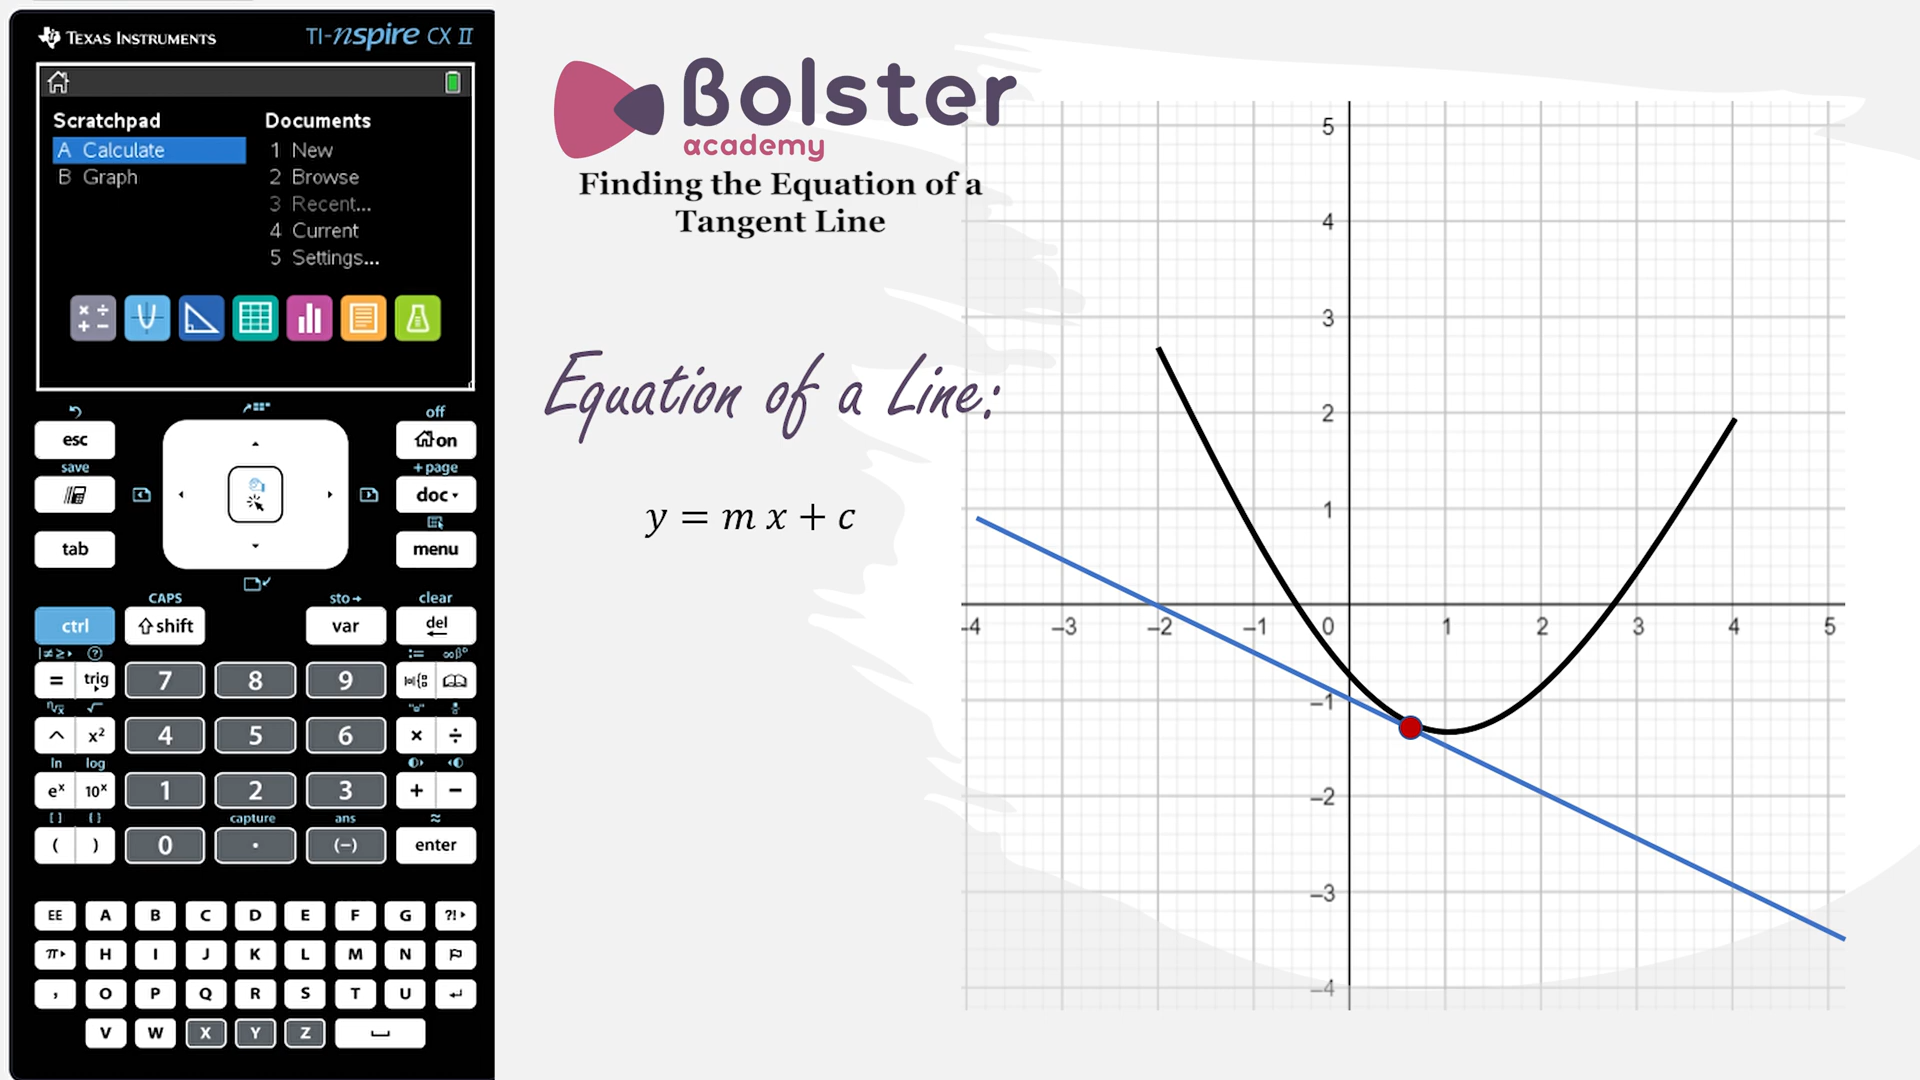 TEXAS INSTRUMENTS
TI-nspire CX II
Scratchpad
A Calculate
B Graph
Documents
1 New
2 Browse
3 Recent...
4 Current
5 Settings...
esc
save
tab
off
on
+page
doc
menu
ctrl
CAPS
shift
sto→
var
clear
del
= trig 7 8 9
^ x² 4 5 6 × ÷
ln log
eˣ 10ˣ 1 2 3 + −
[ ] { } capture ans ≈
( ) 0 . (−) enter
EE A B C D E F G ?!
π H I J K L M N
, O P Q R S T U
V W X Y Z
Bolster
academy
Finding the Equation of a
Tangent Line
Equation of a Line:
y = m x + c
5
4
3
2
1
-4 -3 -2 -1 0 1 2 3 4 5
-1
-2
-3
-4